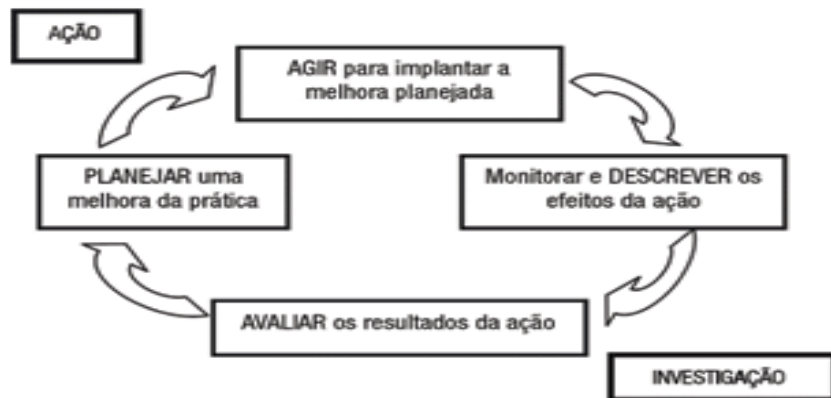 AÇÃO
AGIR para implantar a
melhora planejada
PLANEJAR uma
melhora da prática
Monitorar e DESCREVER os
efeitos da ação
AVALIAR os resultados da ação
INVESTIGAÇÃO